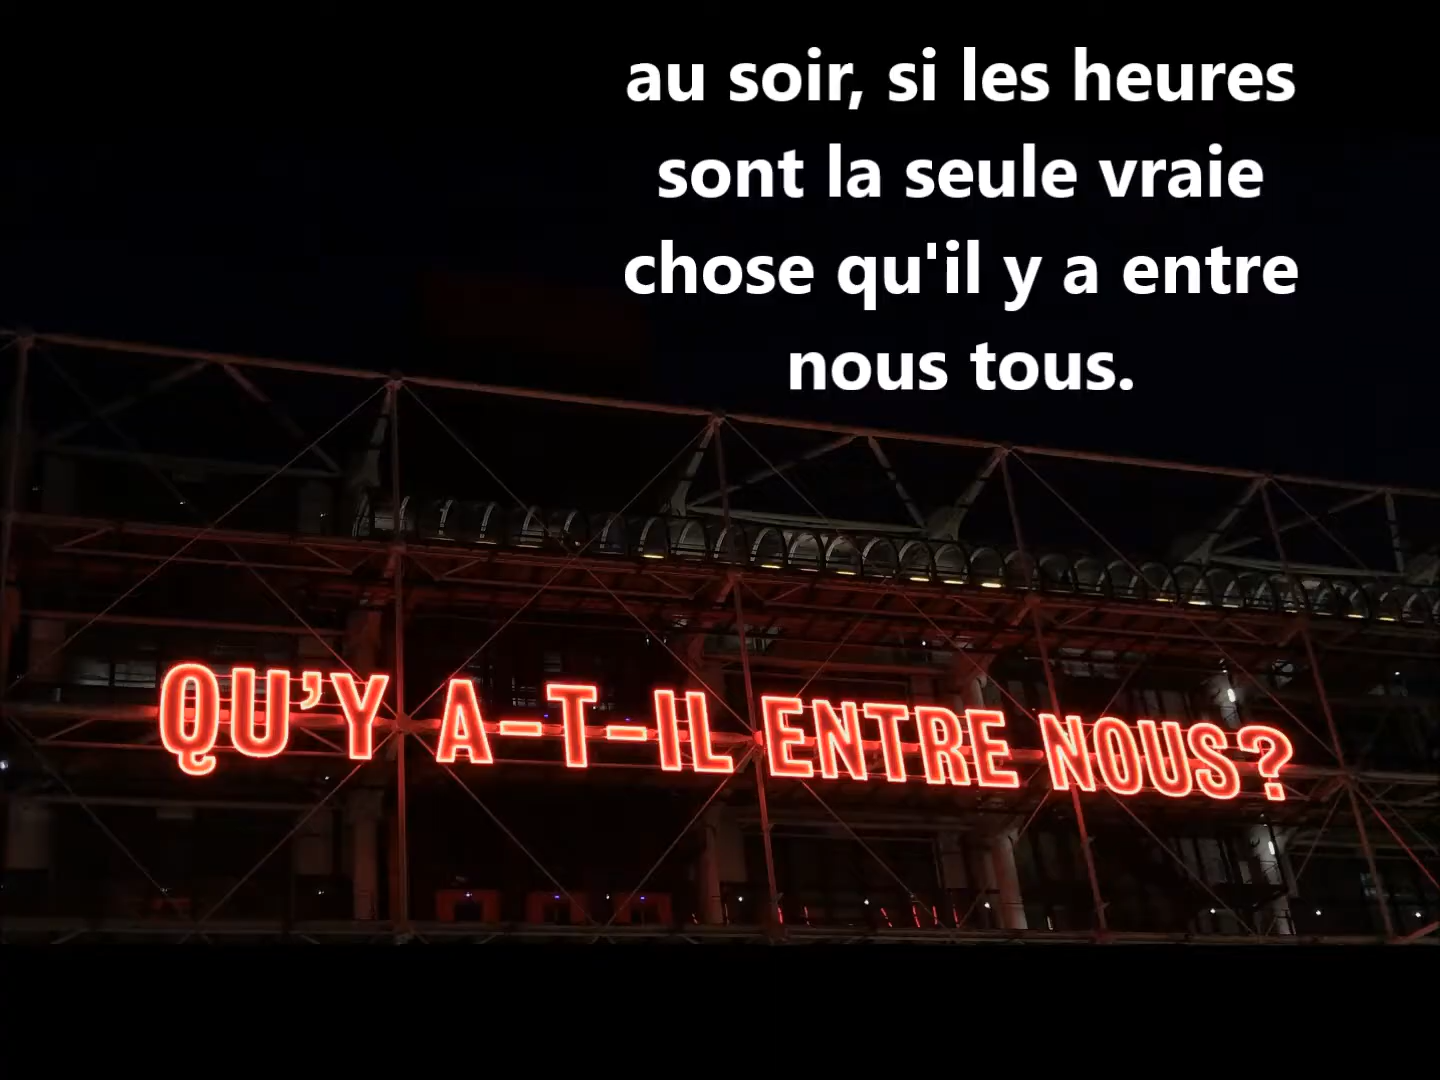 au soir, si les heures
sont la seule vraie
chose qu'il y a entre
nous tous.
QU'Y A-T-IL ENTRE NOUS?